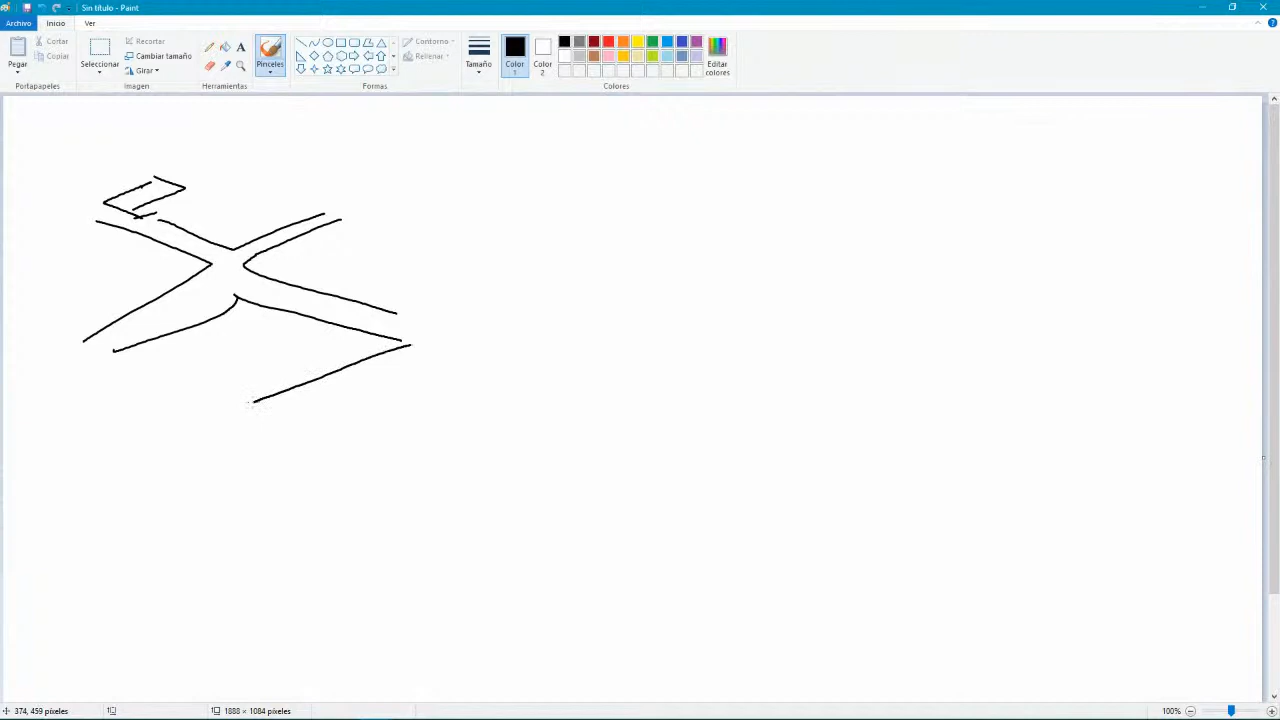 Sin título - Paint
Archivo Inicio Ver
Pegar
Cortar
Copiar
Portapapeles
Seleccionar
Recortar
Cambiar tamaño
Girar
Imagen
A
Herramientas
Pinceles
Contorno
Rellenar
Formas
Tamaño
Color 1
Color 2
Editar colores
Colores
374, 459 píxeles
1888 × 1084 píxeles
100%